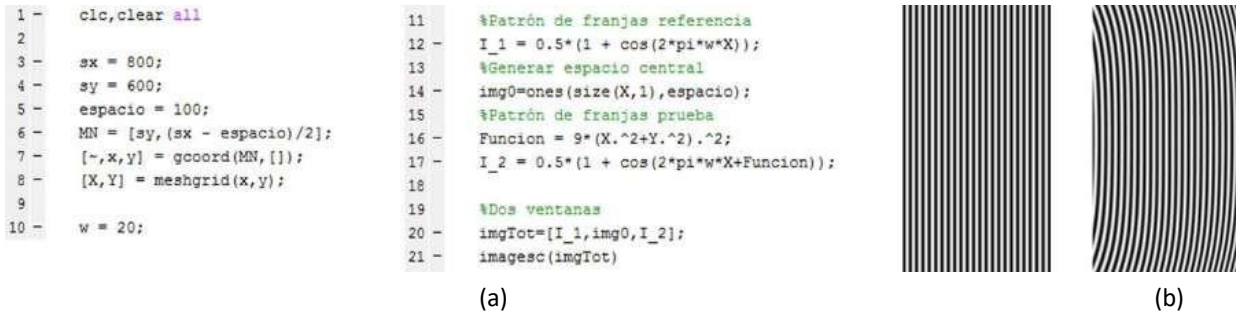 1 - clc,clear all
2
3 - sx = 800;
4 - sy = 600;
5 - espacio = 100;
6 - MN = [sy,(sx - espacio)/2];
7 - [~,x,y] = gcoord(MN,[]);
8 - [X,Y] = meshgrid(x,y);
9
10 - w = 20;
11 %Patrón de franjas referencia
12 - I_1 = 0.5*(1 + cos(2*pi*w*X));
13 %Generar espacio central
14 - img0=ones(size(X,1),espacio);
15 %Patrón de franjas prueba
16 - Funcion = 9*(X.^2+Y.^2).^2;
17 - I_2 = 0.5*(1 + cos(2*pi*w*X+Funcion));
18
19 %Dos ventanas
20 - imgTot=[I_1,img0,I_2];
21 - imagesc(imgTot)
(a)
(b)